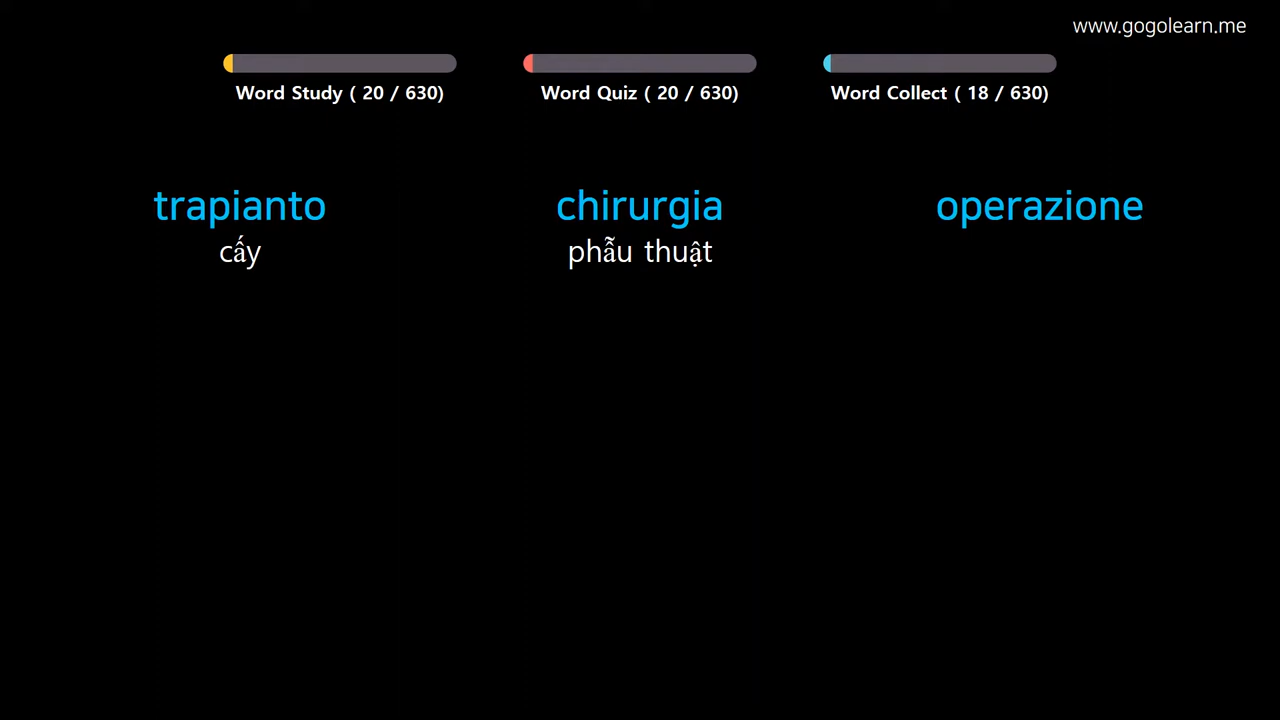 www.gogolearn.me
Word Study ( 20 / 630)
Word Quiz ( 20 / 630)
Word Collect ( 18 / 630)
trapianto
cấy
chirurgia
phẫu thuật
operazione